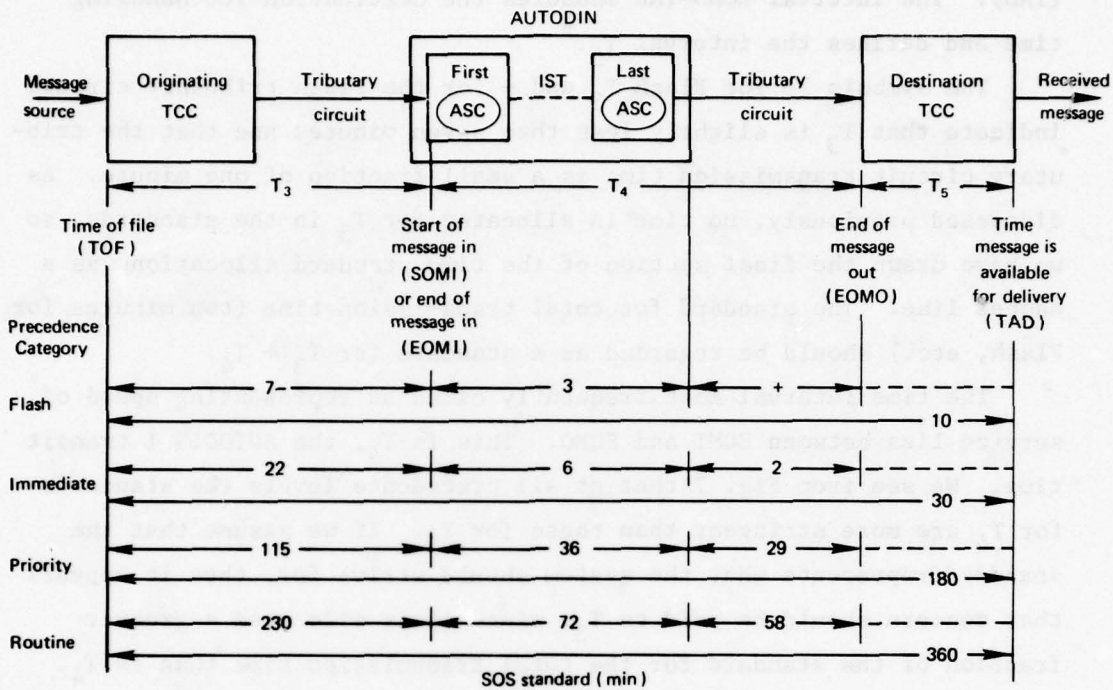 AUTODIN
Message source
Originating TCC
Tributary circuit
First ASC
IST
Last ASC
Tributary circuit
Destination TCC
Received message
T3
T4
T5
Time of file (TOF)
Start of message in (SOMI) or end of message in (EOMI)
End of message out (EOMO)
Time message is available for delivery (TAD)
Precedence Category
Flash
7
3
+
10
Immediate
22
6
2
30
Priority
115
36
29
180
Routine
230
72
58
360
SOS standard (min)